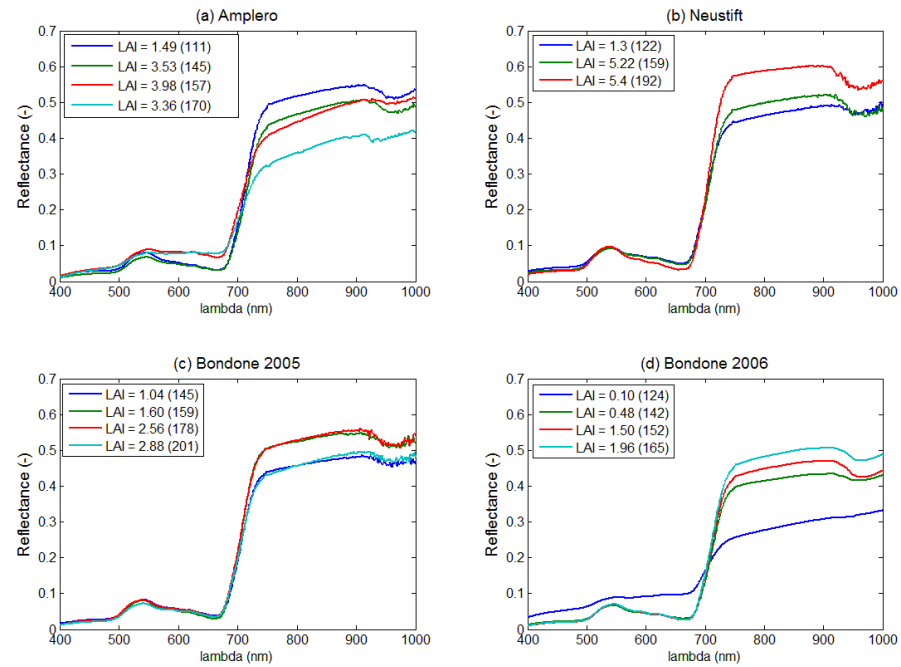 (a) Amplero
0.7
0.6
0.5
0.4
0.3
0.2
0.1
0
Reflectance (-)
LAI = 1.49 (111)
LAI = 3.53 (145)
LAI = 3.98 (157)
LAI = 3.36 (170)
400 500 600 700 800 900 1000
lambda (nm)
(b) Neustift
0.7
0.6
0.5
0.4
0.3
0.2
0.1
0
Reflectance (-)
LAI = 1.3 (122)
LAI = 5.22 (159)
LAI = 5.4 (192)
400 500 600 700 800 900 1000
lambda (nm)
(c) Bondone 2005
0.7
0.6
0.5
0.4
0.3
0.2
0.1
0
Reflectance (-)
LAI = 1.04 (145)
LAI = 1.60 (159)
LAI = 2.56 (178)
LAI = 2.88 (201)
400 500 600 700 800 900 1000
lambda (nm)
(d) Bondone 2006
0.7
0.6
0.5
0.4
0.3
0.2
0.1
0
Reflectance (-)
LAI = 0.10 (124)
LAI = 0.48 (142)
LAI = 1.50 (152)
LAI = 1.96 (165)
400 500 600 700 800 900 1000
lambda (nm)